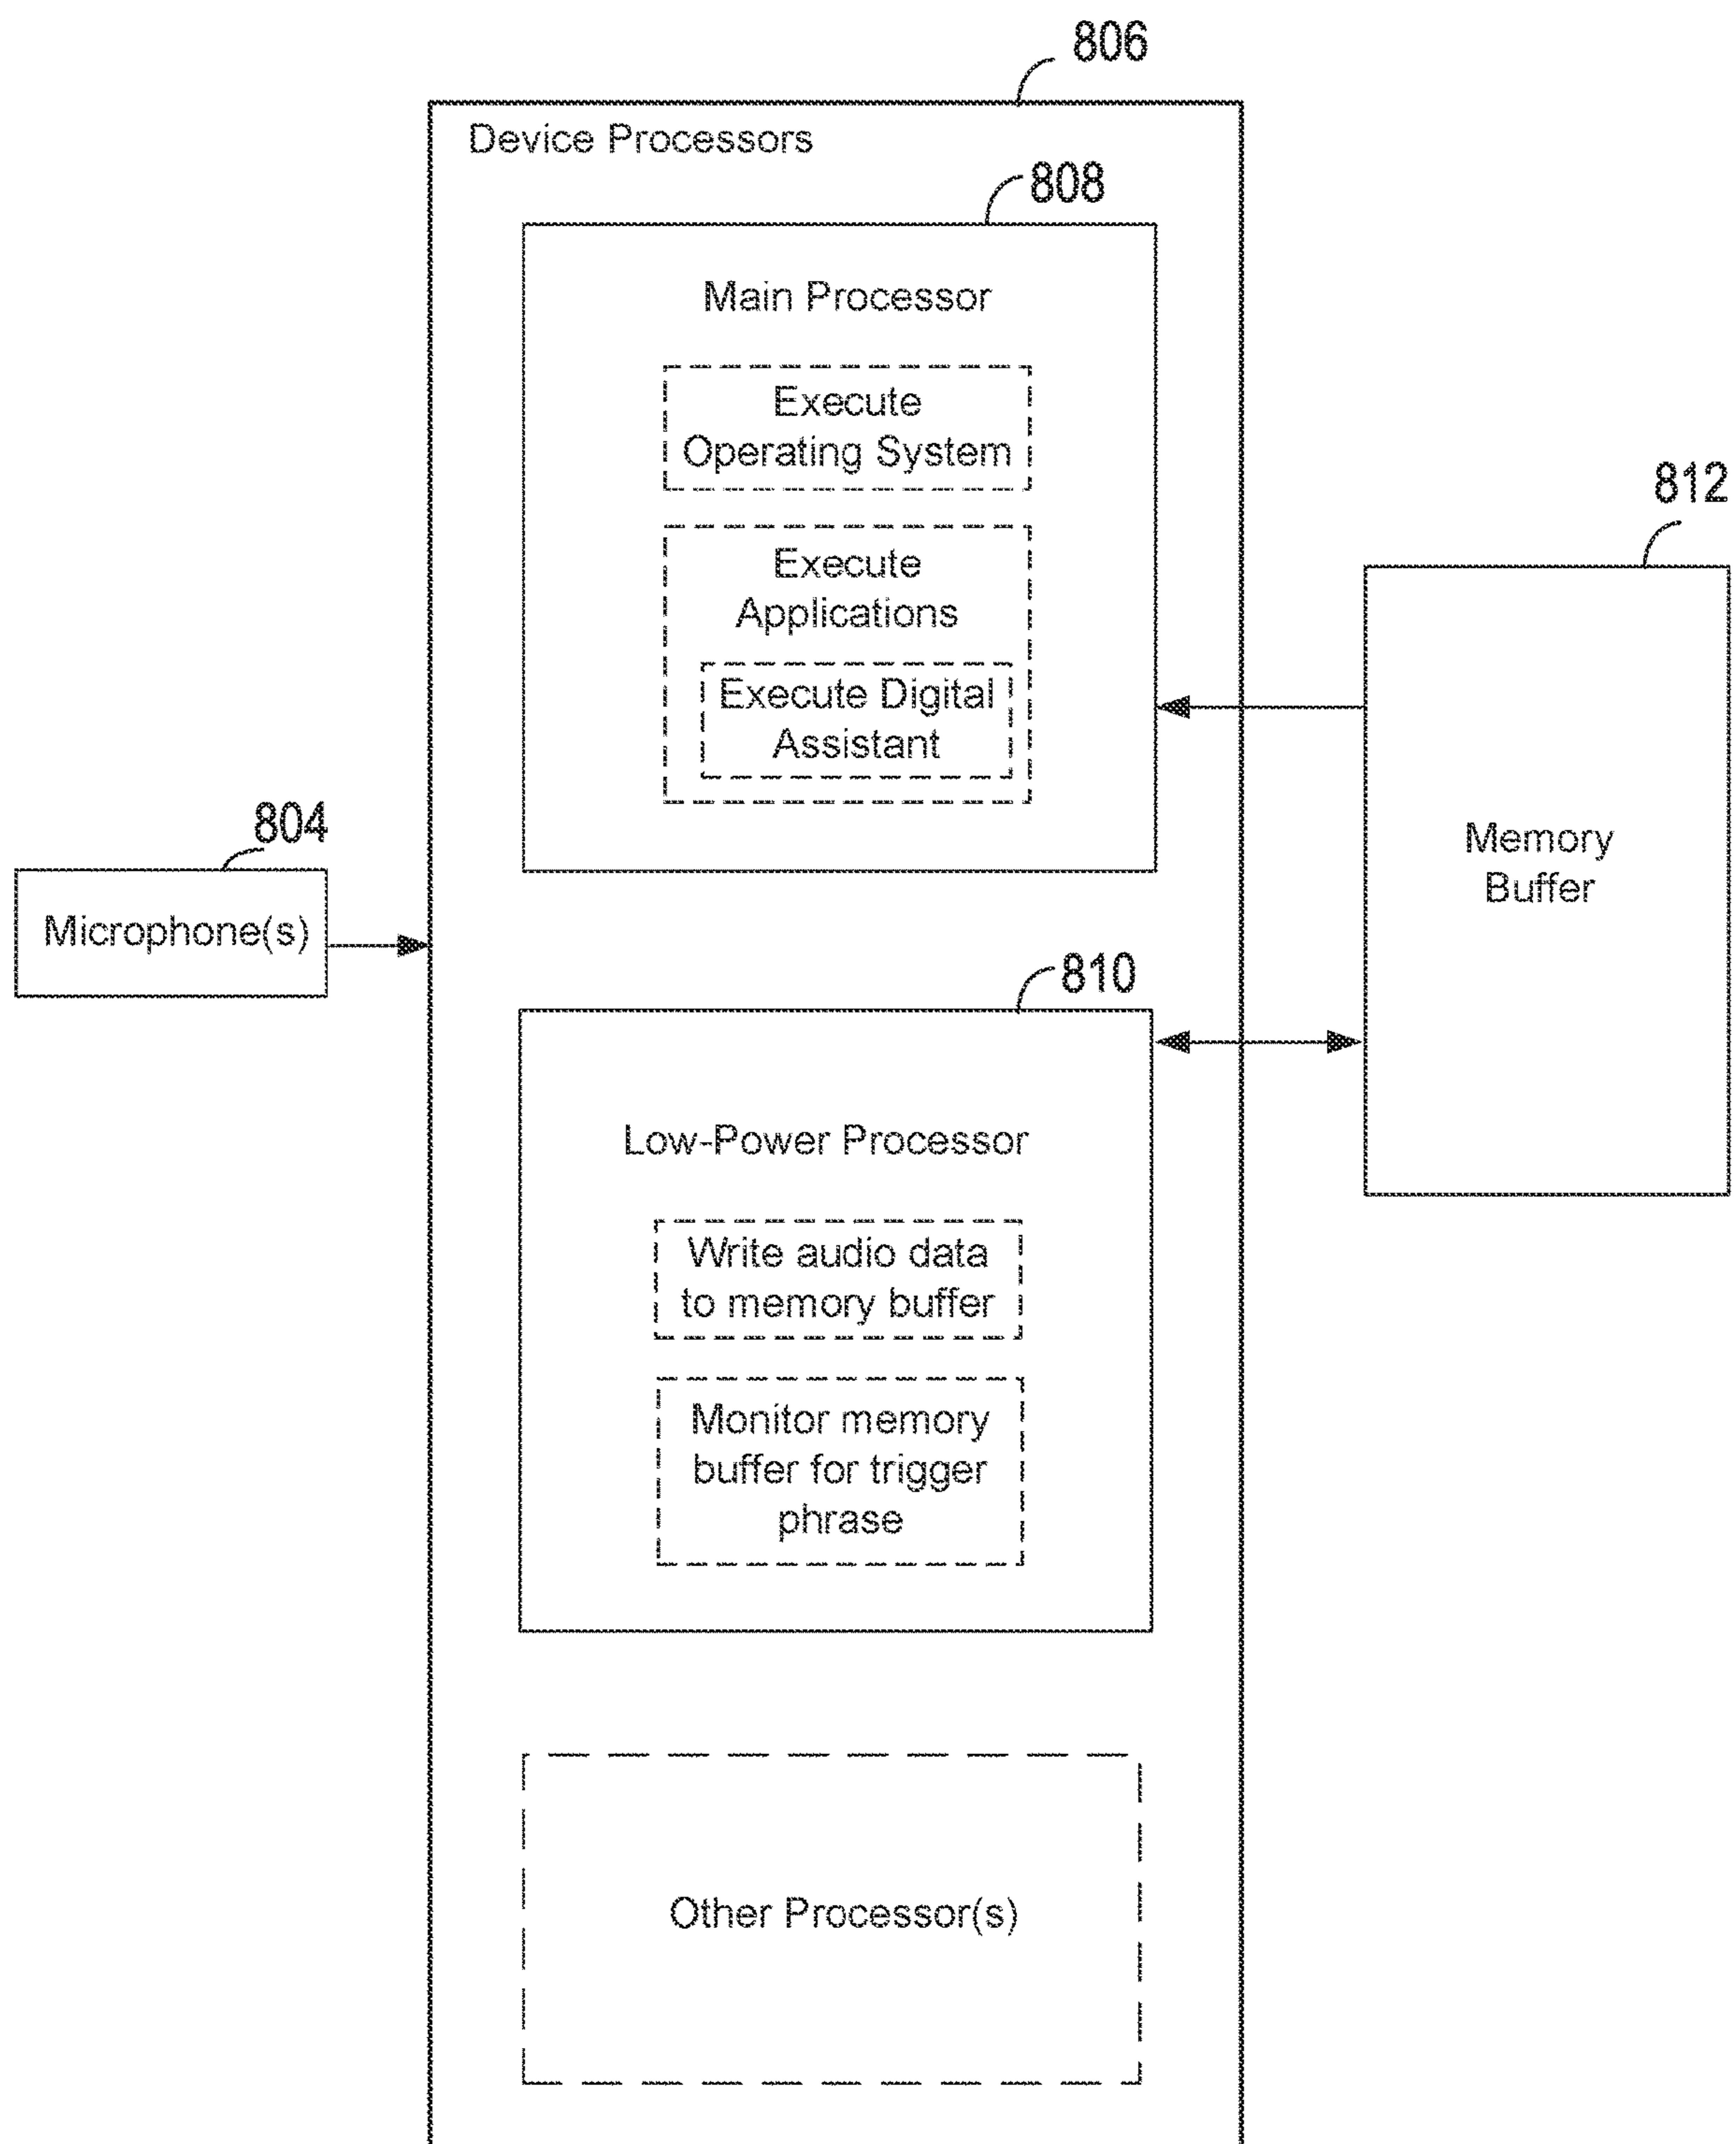 806
Device Processors
808
Main Processor
Execute
Operating System
812
Execute
Applications
Execute Digital
Assistant
804
Memory
Buffer
Microphone(s)
810
Low-Power Processor
Write audio data
to memory buffer
Monitor memory
buffer for trigger
phrase
Other Processor(s)